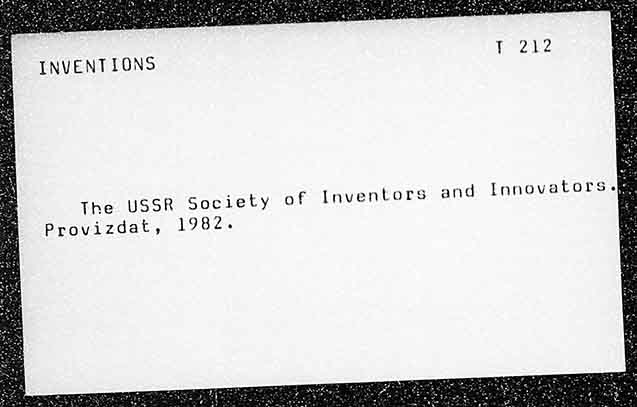 INVENTIONS
T 212
The USSR Society of Inventors and Innovators.
Provizdat, 1982.